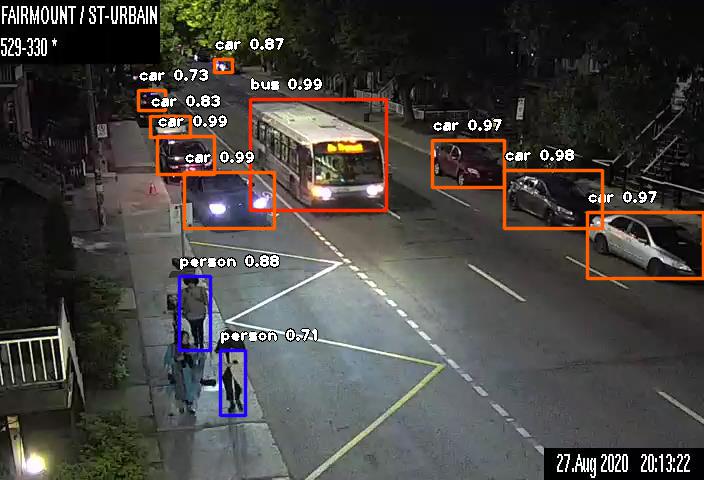 FAIRMOUNT / ST-URBAIN
529-330 *
car 0.87
car 0.73
bus 0.99
car 0.83
car 0.99
car 0.97
car 0.99
car 0.98
car 0.97
person 0.88
person 0.71
27.Aug 2020 20:13:22